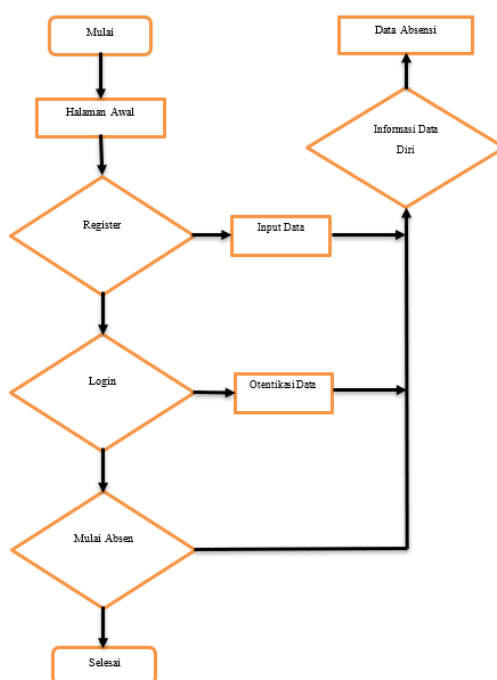 Mulai
Data Absensi
Halaman Awal
Informasi Data
Diri
Register
Input Data
Login
Otentikasi Data
Mulai Absen
Selesai